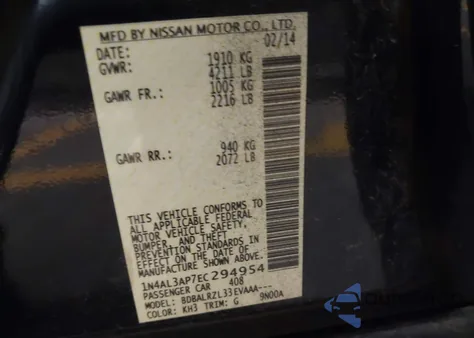 MFD BY NISSAN MOTOR CO., LTD.
DATE: 02/14
GVWR: 1910 KG
4211 LB
GAWR FR.: 1005 KG
2216 LB
GAWR RR.: 940 KG
2072 LB
THIS VEHICLE CONFORMS TO
ALL APPLICABLE FEDERAL
MOTOR VEHICLE SAFETY,
BUMPER, AND THEFT
PREVENTION STANDARDS IN
EFFECT ON THE DATE OF
MANUFACTURE SHOWN ABOVE.
1N4AL3AP7EC294954
PASSENGER CAR 408
MODEL: BDBALRZL33EVAAA---
COLOR: KH3 TRIM: G 9N00A